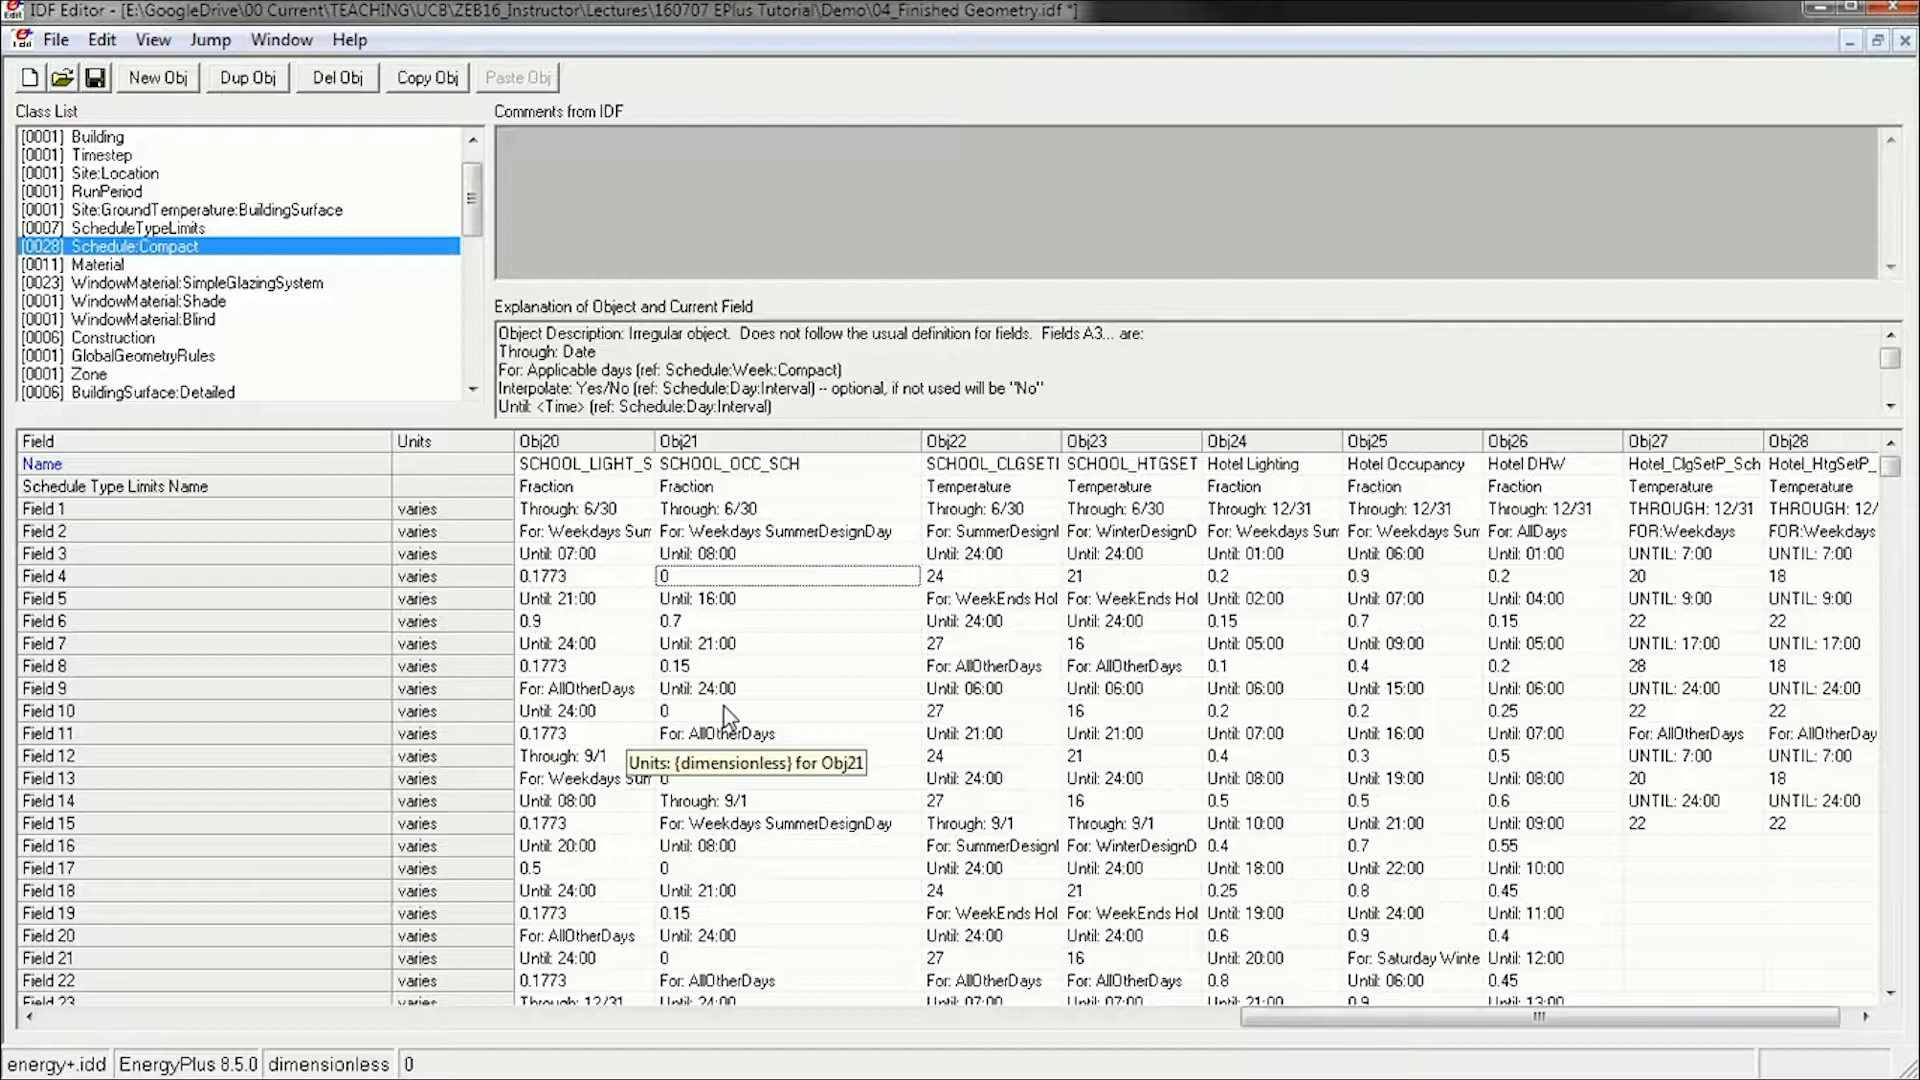 IDF Editor - [E:\GoogleDrive\00 Current\TEACHING\UCB\ZEB16_Instructor\Lectures\160707 EPlus Tutorial\Demo\04_Finished Geometry.idf *]
File Edit View Jump Window Help
New Obj Dup Obj Del Obj Copy Obj Paste Obj
Class List
[0001] Building
[0001] Timestep
[0001] Site:Location
[0001] RunPeriod
[0001] Site:GroundTemperature:BuildingSurface
[0007] ScheduleTypeLimits
[0028] Schedule:Compact
[0011] Material
[0023] WindowMaterial:SimpleGlazingSystem
[0001] WindowMaterial:Shade
[0001] WindowMaterial:Blind
[0006] Construction
[0001] GlobalGeometryRules
[0001] Zone
[0006] BuildingSurface:Detailed
Comments from IDF
Explanation of Object and Current Field
Object Description: Irregular object. Does not follow the usual definition for fields. Fields A3... are:
Through: Date
For: Applicable days (ref: Schedule:Week:Compact)
Interpolate: Yes/No (ref: Schedule:Day:Interval) -- optional, if not used will be "No"
Until: <Time> (ref: Schedule:Day:Interval)
Field Units Obj20 Obj21 Obj22 Obj23 Obj24 Obj25 Obj26 Obj27 Obj28
Name SCHOOL_LIGHT_S SCHOOL_OCC_SCH SCHOOL_CLGSETI SCHOOL_HTGSET Hotel Lighting Hotel Occupancy Hotel DHW Hotel_ClgSetP_Sch Hotel_HtgSetP_
Schedule Type Limits Name Fraction Fraction Temperature Temperature Fraction Fraction Fraction Temperature Temperature
Field 1 varies Through: 6/30 Through: 6/30 Through: 6/30 Through: 6/30 Through: 12/31 Through: 12/31 Through: 12/31 THROUGH: 12/31 THROUGH: 12/
Field 2 varies For: Weekdays Sum For: Weekdays SummerDesignDay For: SummerDesignI For: WinterDesignD For: Weekdays Sum For: Weekdays Sum For: AllDays FOR:Weekdays FOR:Weekdays
Field 3 varies Until: 07:00 Until: 08:00 Until: 24:00 Until: 24:00 Until: 01:00 Until: 06:00 Until: 01:00 UNTIL: 7:00 UNTIL: 7:00
Field 4 varies 0.1773 0 24 21 0.2 0.9 0.2 20 18
Field 5 varies Until: 21:00 Until: 16:00 For: WeekEnds Hol For: WeekEnds Hol Until: 02:00 Until: 07:00 Until: 04:00 UNTIL: 9:00 UNTIL: 9:00
Field 6 varies 0.9 0.7 Until: 24:00 Until: 24:00 0.15 0.7 0.15 22 22
Field 7 varies Until: 24:00 Until: 21:00 27 16 Until: 05:00 Until: 09:00 Until: 05:00 UNTIL: 17:00 UNTIL: 17:00
Field 8 varies 0.1773 0.15 For: AllOtherDays For: AllOtherDays 0.1 0.4 0.2 28 18
Field 9 varies For: AllOtherDays Until: 24:00 Until: 06:00 Until: 06:00 Until: 06:00 Until: 15:00 Until: 06:00 UNTIL: 24:00 UNTIL: 24:00
Field 10 varies Until: 24:00 0 27 16 0.2 0.2 0.25 22 22
Field 11 varies 0.1773 For: AllOtherDays Until: 21:00 Until: 21:00 Until: 07:00 Until: 16:00 Until: 07:00 For: AllOtherDays For: AllOtherDay
Field 12 varies Through: 9/1 24 21 0.4 0.3 0.5 UNTIL: 7:00 UNTIL: 7:00
Units: {dimensionless} for Obj21
Field 13 varies For: Weekdays Sum 0 Until: 24:00 Until: 24:00 Until: 08:00 Until: 19:00 Until: 08:00 20 18
Field 14 varies Until: 08:00 Through: 9/1 27 16 0.5 0.5 0.6 UNTIL: 24:00 UNTIL: 24:00
Field 15 varies 0.1773 For: Weekdays SummerDesignDay Through: 9/1 Through: 9/1 Until: 10:00 Until: 21:00 Until: 09:00 22 22
Field 16 varies Until: 20:00 Until: 08:00 For: SummerDesignI For: WinterDesignD 0.4 0.7 0.55
Field 17 varies 0.5 0 Until: 24:00 Until: 24:00 Until: 18:00 Until: 22:00 Until: 10:00
Field 18 varies Until: 24:00 Until: 21:00 24 21 0.25 0.8 0.45
Field 19 varies 0.1773 0.15 For: WeekEnds Hol For: WeekEnds Hol Until: 19:00 Until: 24:00 Until: 11:00
Field 20 varies For: AllOtherDays Until: 24:00 Until: 24:00 Until: 24:00 0.6 0.9 0.4
Field 21 varies Until: 24:00 0 27 16 Until: 20:00 For: Saturday Winte Until: 12:00
Field 22 varies 0.1773 For: AllOtherDays For: AllOtherDays For: AllOtherDays 0.8 Until: 06:00 0.45
Field 23 varies Through: 12/31 Until: 24:00 Until: 07:00 Until: 07:00 Until: 21:00 0.9 Until: 13:00
energy+.idd EnergyPlus 8.5.0 dimensionless 0